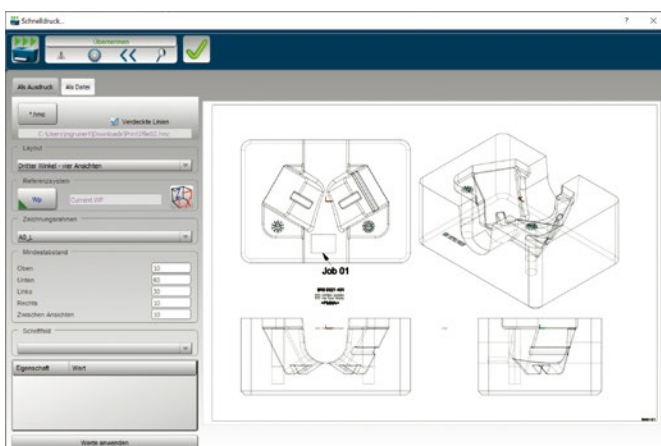 Schnelldruck...
Übernehmen
Als Ausdruck
Als Datei
*.hmc
Verdeckte Linien
Layout
Dritter Winkel - vier Ansichten
Referenzsystem
Wp
Current WP
Zeichnungsrahmen
A0_L
Mindestabstand
Oben 10
Unten 60
Links 30
Rechts 10
Zwischen Ansichten 10
Schriftfeld
Eigenschaft Wert
Werte anwenden
Job 01